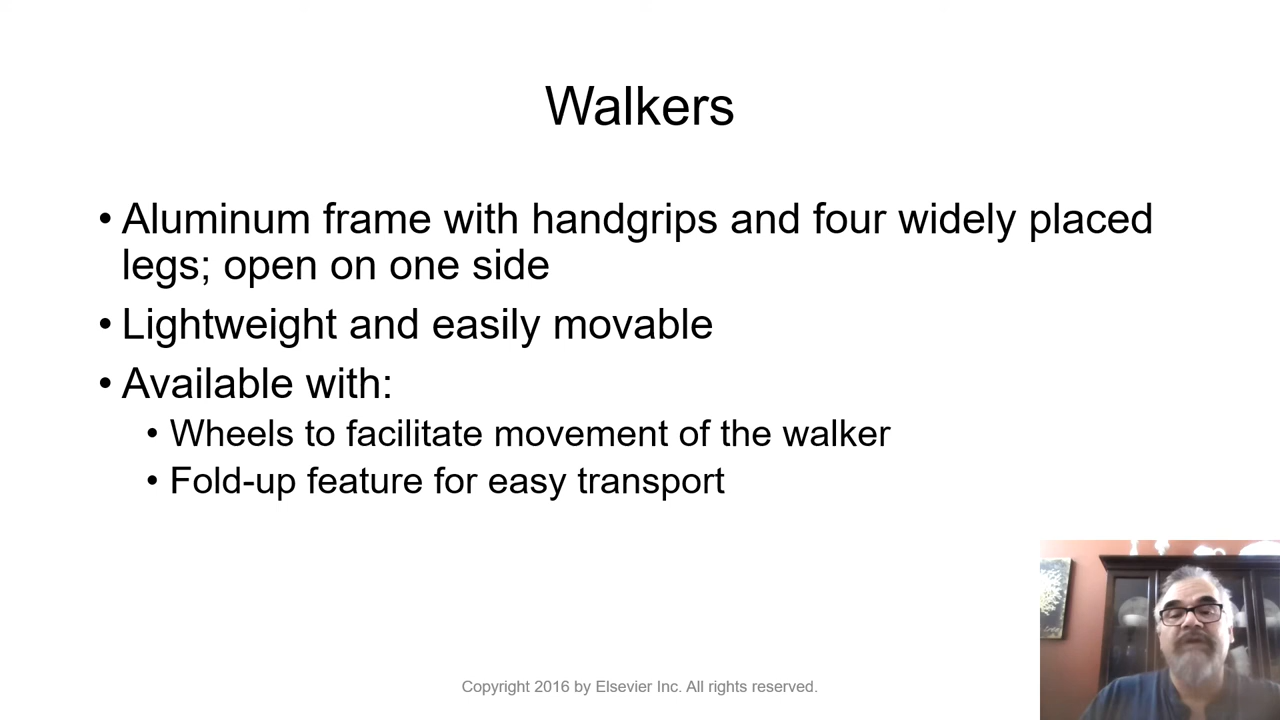 Walkers
• Aluminum frame with handgrips and four widely placed
legs; open on one side
• Lightweight and easily movable
• Available with:
• Wheels to facilitate movement of the walker
• Fold-up feature for easy transport
Copyright 2016 by Elsevier Inc. All rights reserved.